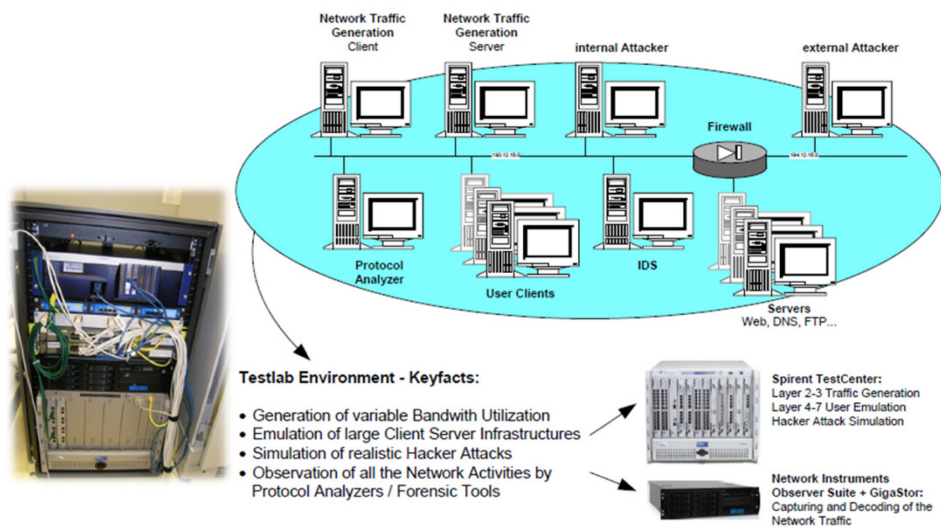 Network Traffic
Generation
Client
Network Traffic
Generation
Server
internal Attacker
external Attacker
Firewall
Protocol
Analyzer
User Clients
IDS
Servers
Web, DNS, FTP...
Testlab Environment - Keyfacts:
• Generation of variable Bandwith Utilization
• Emulation of large Client Server Infrastructures
• Simulation of realistic Hacker Attacks
• Observation of all the Network Activities by
Protocol Analyzers / Forensic Tools
Spirent TestCenter:
Layer 2-3 Traffic Generation
Layer 4-7 User Emulation
Hacker Attack Simulation
Network Instruments
Observer Suite + GigaStor:
Capturing and Decoding of the
Network Traffic